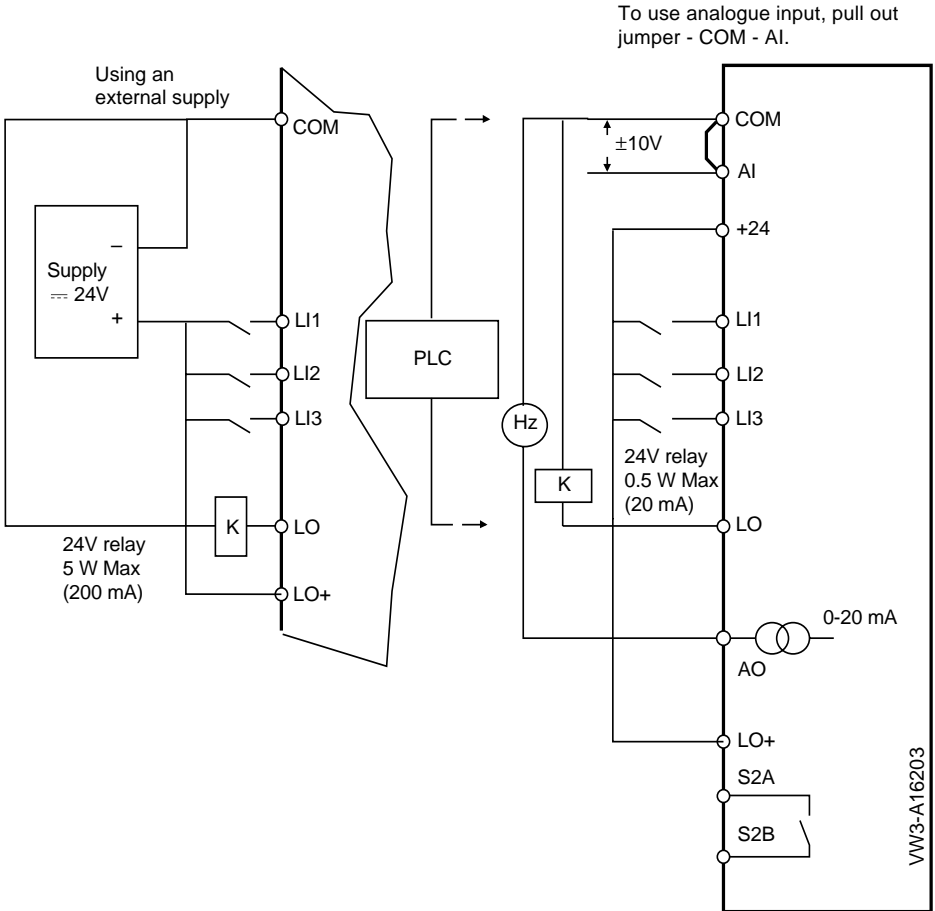 To use analogue input, pull out
jumper - COM - AI.
Using an
external supply
COM
–
Supply
⎓ 24V
+
LI1
LI2
LI3
K
LO
24V relay
5 W Max
(200 mA)
LO+
PLC
COM
±10V
AI
+24
LI1
LI2
LI3
Hz
24V relay
0.5 W Max
(20 mA)
K
LO
0-20 mA
AO
LO+
S2A
S2B
VW3-A16203